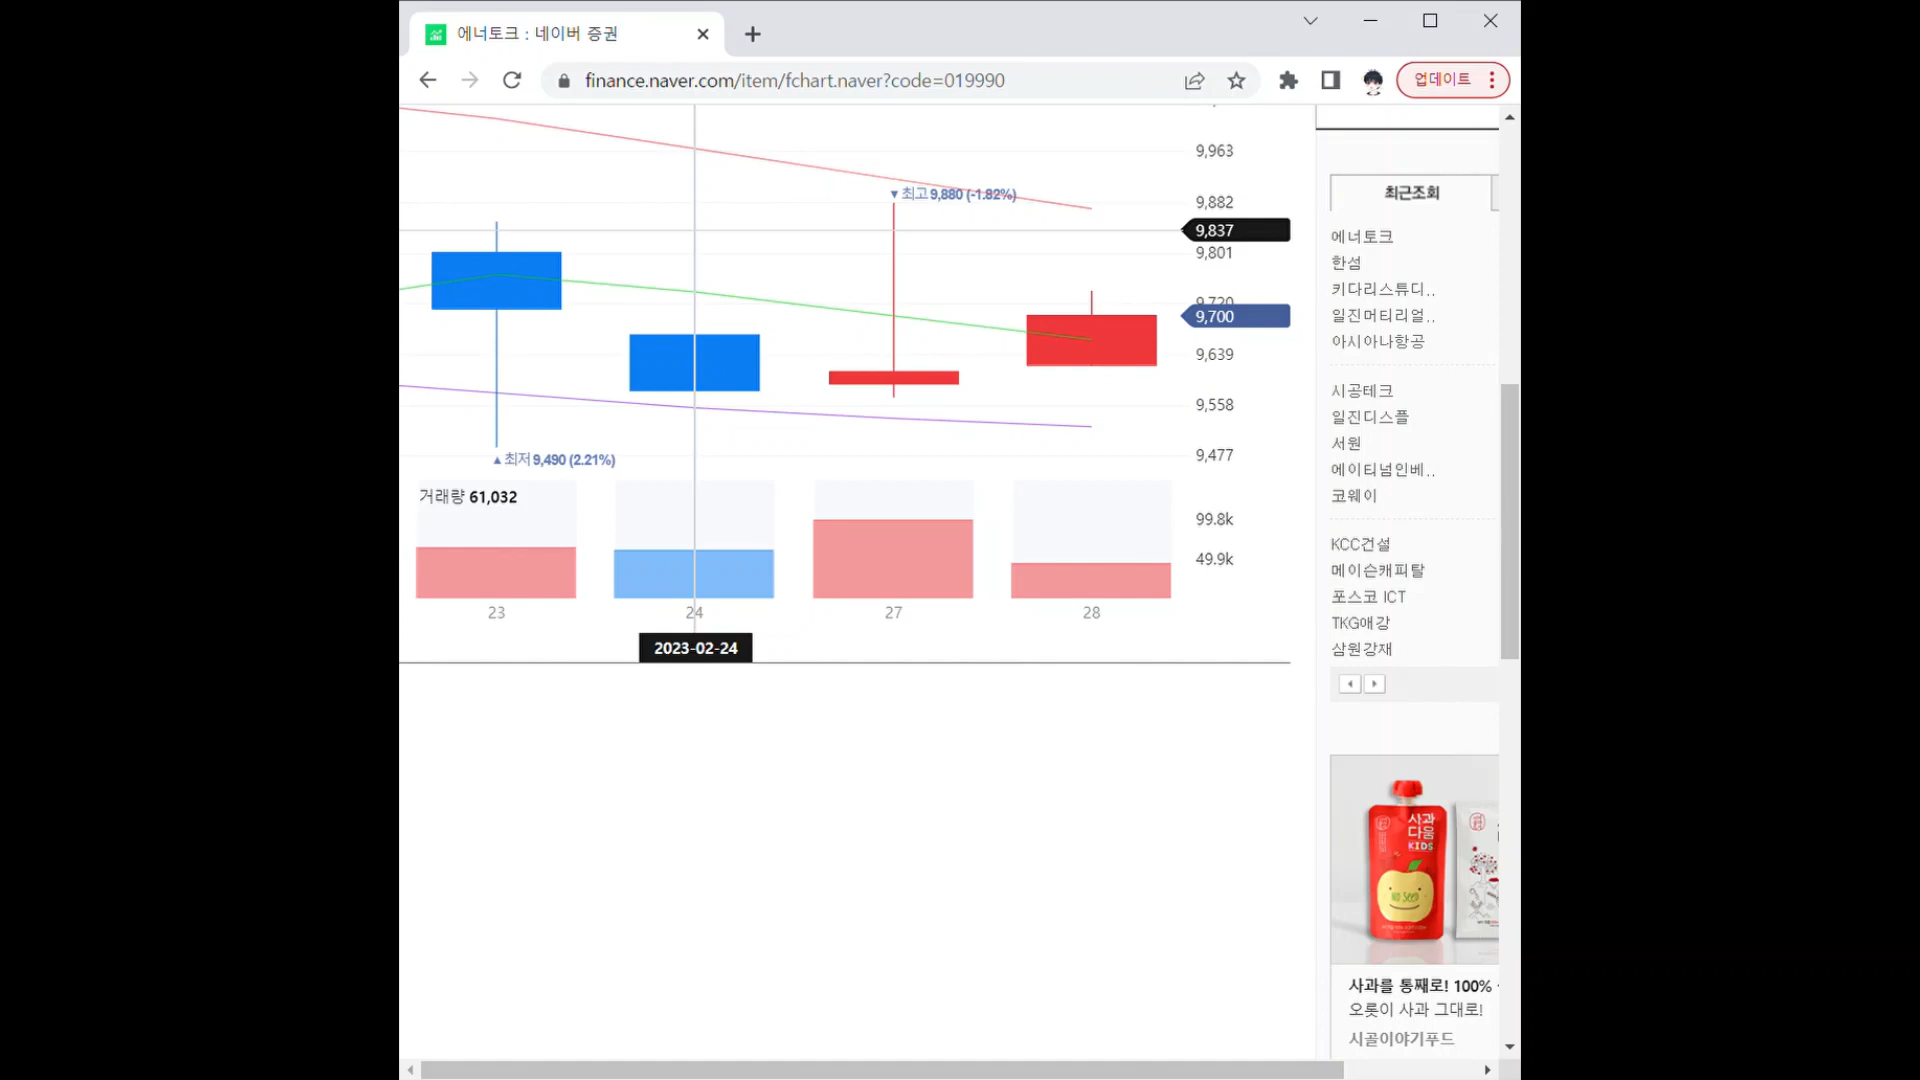 에너토크 : 네이버 증권
finance.naver.com/item/fchart.naver?code=019990
업데이트
9,963
▼최고 9,880 (-1.82%)
9,882
9,837
9,801
9,720
9,700
9,639
9,558
▲최저 9,490 (2.21%)
9,477
거래량 61,032
99.8k
49.9k
23 24 27 28
2023-02-24
최근조회
에너토크
한섬
키다리스튜디..
일진머티리얼..
아시아나항공
시공테크
일진디스플
서원
에이티넘인베..
코웨이
KCC건설
메이슨캐피탈
포스코 ICT
TKG애강
삼원강재
사과
다움
KIDS
사과를 통째로! 100%
오롯이 사과 그대로!
시골이야기푸드